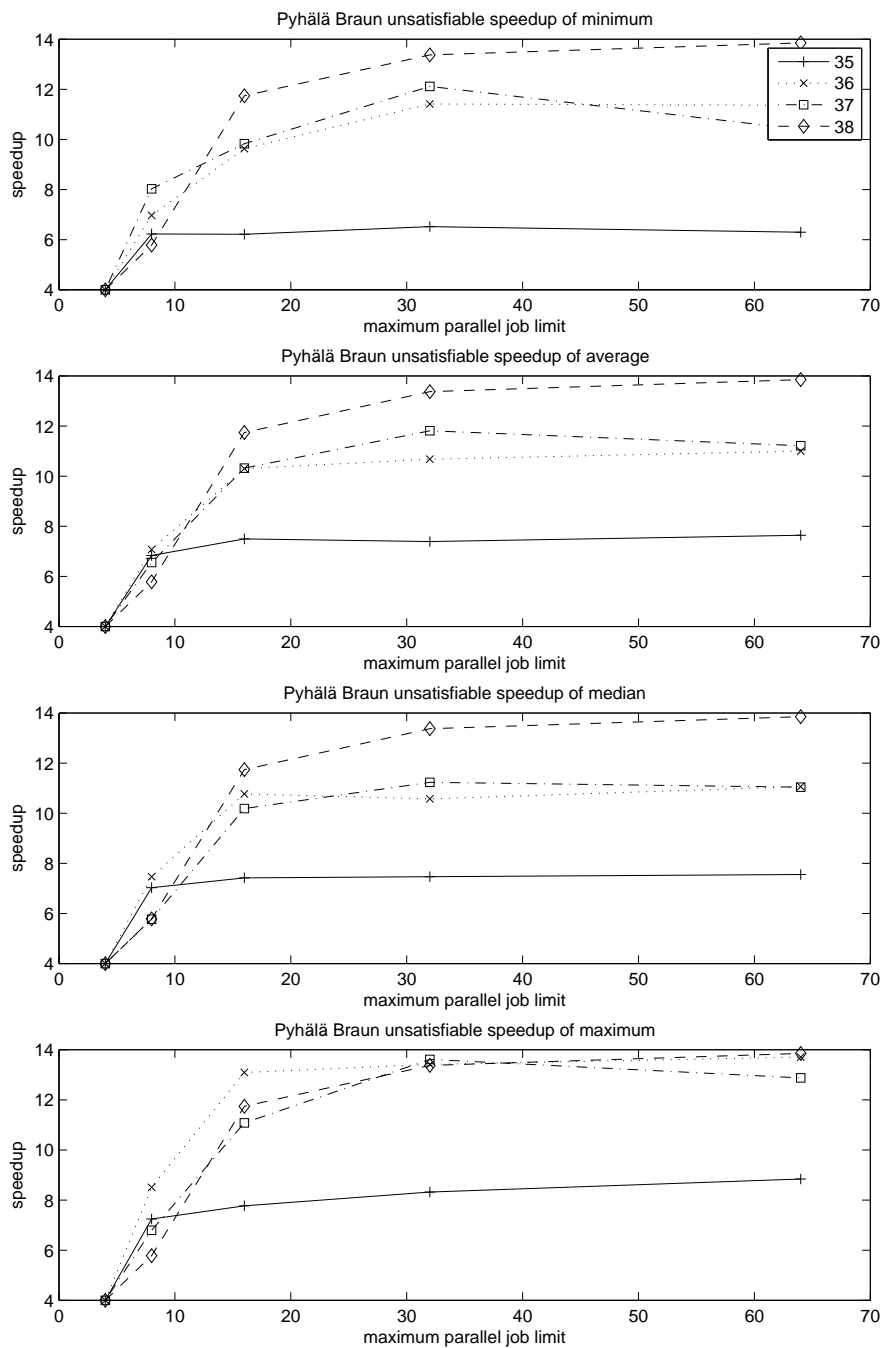 Pyhälä Braun unsatisfiable speedup of minimum
14
12
10
8
6
4
speedup
35
36
37
38
0 10 20 30 40 50 60 70
maximum parallel job limit
Pyhälä Braun unsatisfiable speedup of average
14
12
10
8
6
4
speedup
0 10 20 30 40 50 60 70
maximum parallel job limit
Pyhälä Braun unsatisfiable speedup of median
14
12
10
8
6
4
speedup
0 10 20 30 40 50 60 70
maximum parallel job limit
Pyhälä Braun unsatisfiable speedup of maximum
14
12
10
8
6
4
speedup
0 10 20 30 40 50 60 70
maximum parallel job limit